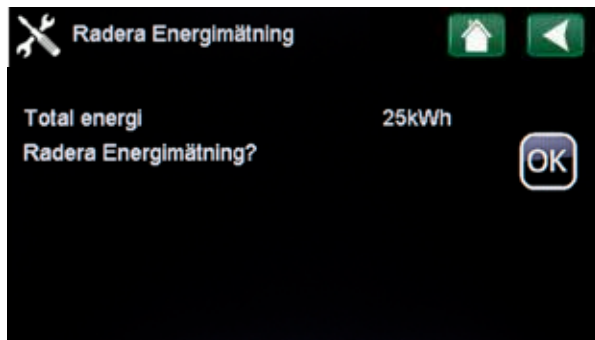 Radera Energimätning
Total energi 25kWh
Radera Energimätning?
OK